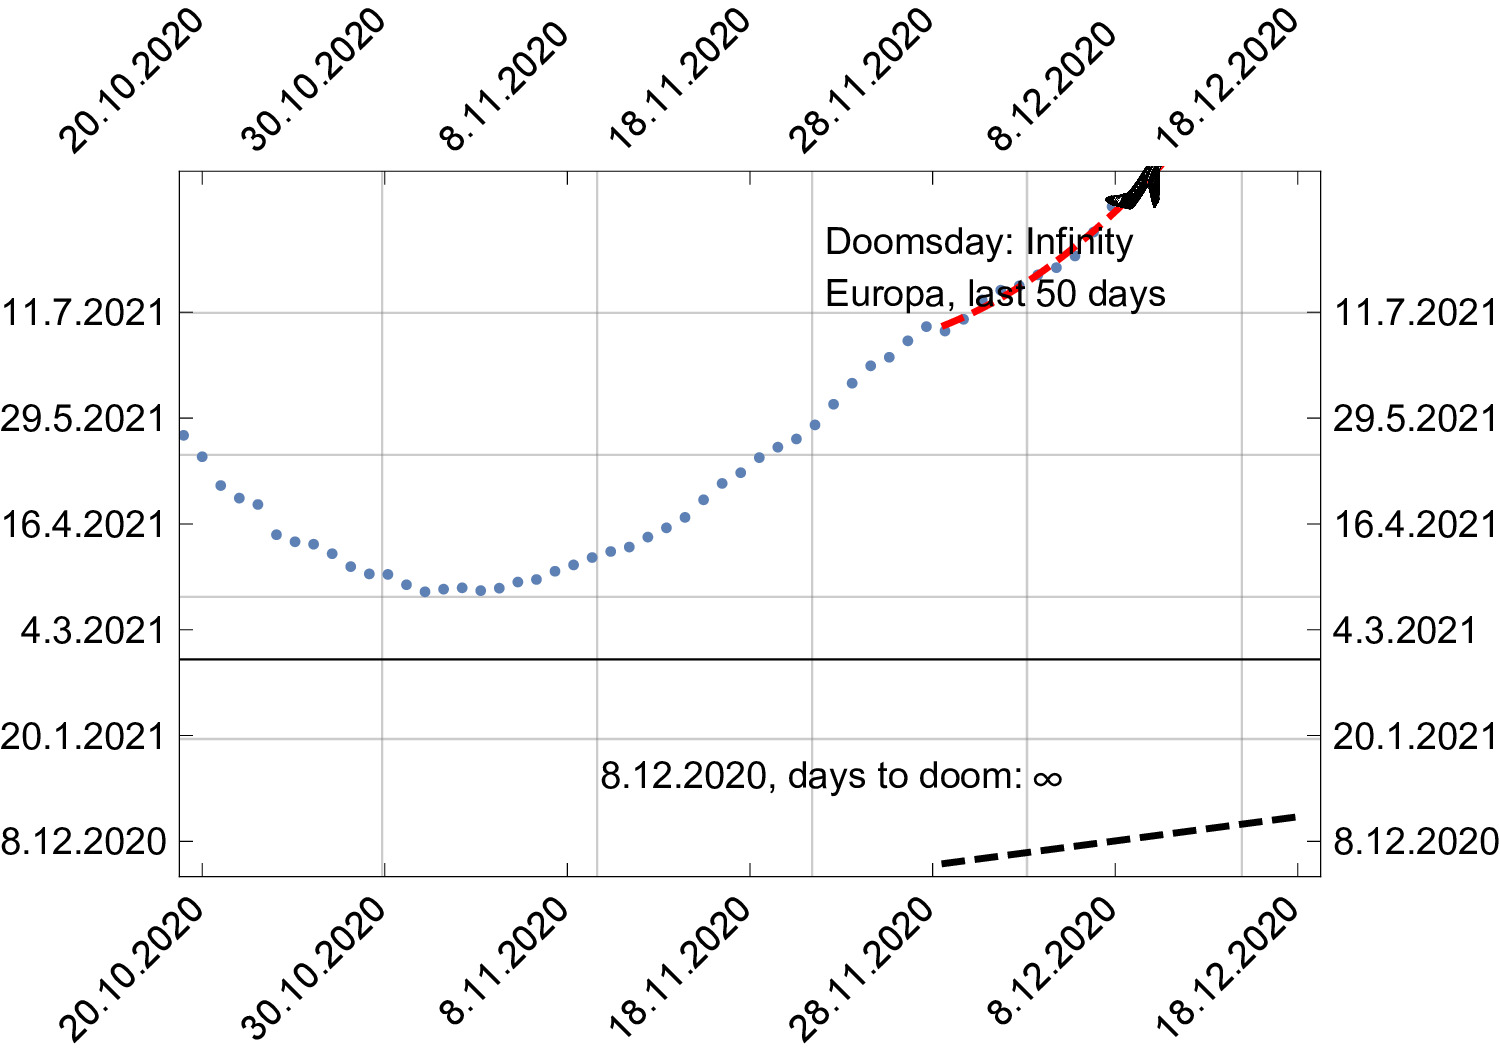 20.10.2020 30.10.2020 8.11.2020 18.11.2020 28.11.2020 8.12.2020 18.12.2020
Doomsday: Infinity
Europa, last 50 days
11.7.2021 11.7.2021
29.5.2021 29.5.2021
16.4.2021 16.4.2021
4.3.2021 4.3.2021
20.1.2021 20.1.2021
8.12.2020, days to doom: ∞
8.12.2020 8.12.2020
20.10.2020 30.10.2020 8.11.2020 18.11.2020 28.11.2020 8.12.2020 18.12.2020